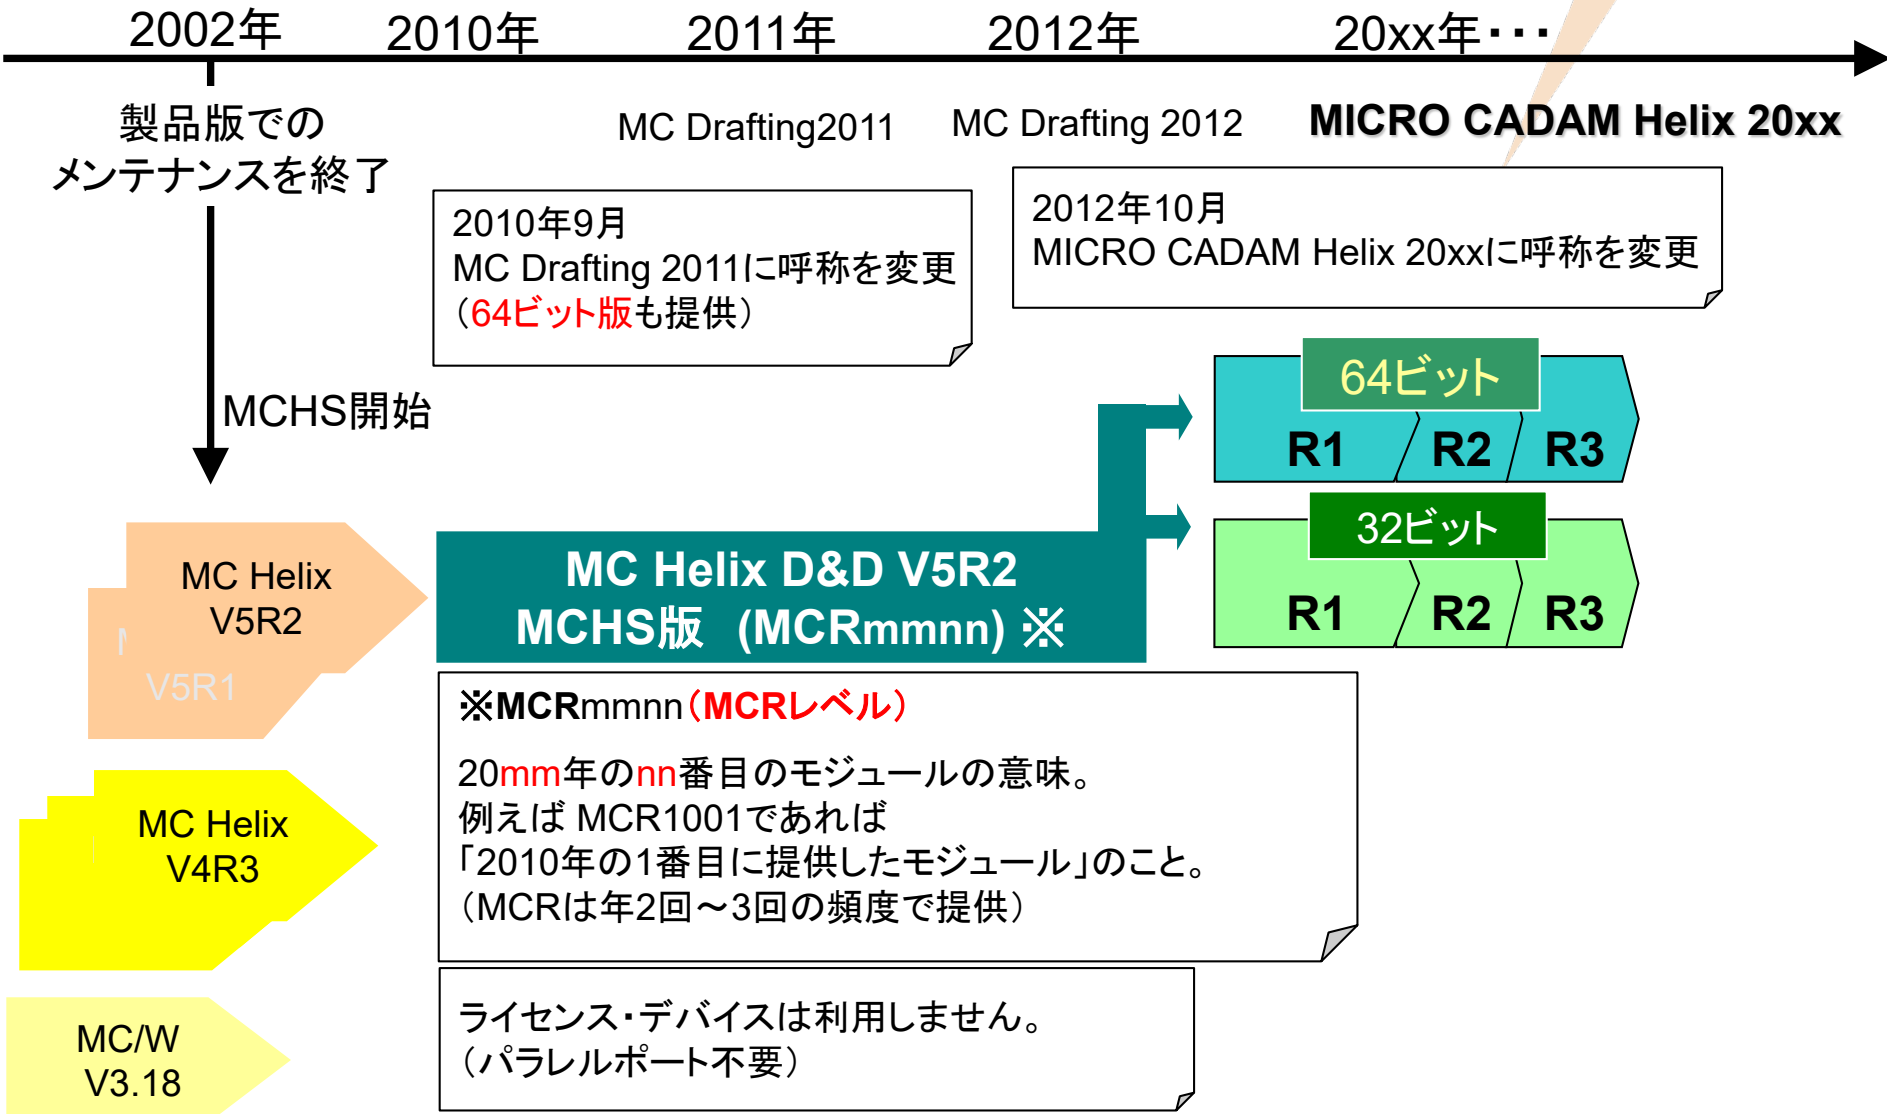 2002年
2010年
2011年
2012年
20xx年・・・
製品版での
メンテナンスを終了
MC Drafting2011
MC Drafting 2012
MICRO CADAM Helix 20xx
2010年9月
MC Drafting 2011に呼称を変更
（64ビット版も提供）
2012年10月
MICRO CADAM Helix 20xxに呼称を変更
MCHS開始
64ビット
R1
R2
R3
32ビット
R1
R2
R3
MC Helix
V5R2
V5R1
MC Helix D&D V5R2
MCHS版 (MCRmmnn) ※
※MCRmmnn（MCRレベル）
20mm年のnn番目のモジュールの意味。
例えば MCR1001であれば
「2010年の1番目に提供したモジュール」のこと。
（MCRは年2回～3回の頻度で提供）
MC Helix
V4R3
ライセンス・デバイスは利用しません。
（パラレルポート不要）
MC/W
V3.18